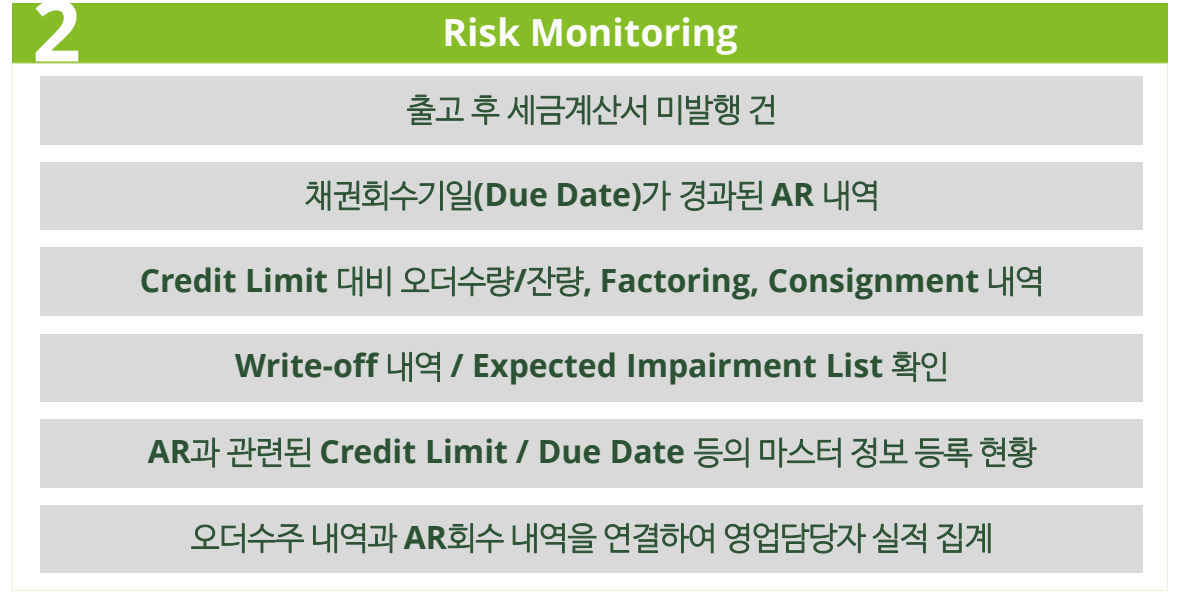 2
Risk Monitoring
출고 후 세금계산서 미발행 건
채권회수기일(Due Date)가 경과된 AR 내역
Credit Limit 대비 오더수량/잔량, Factoring, Consignment 내역
Write-off 내역 / Expected Impairment List 확인
AR과 관련된 Credit Limit / Due Date 등의 마스터 정보 등록 현황
오더수주 내역과 AR회수 내역을 연결하여 영업담당자 실적 집계